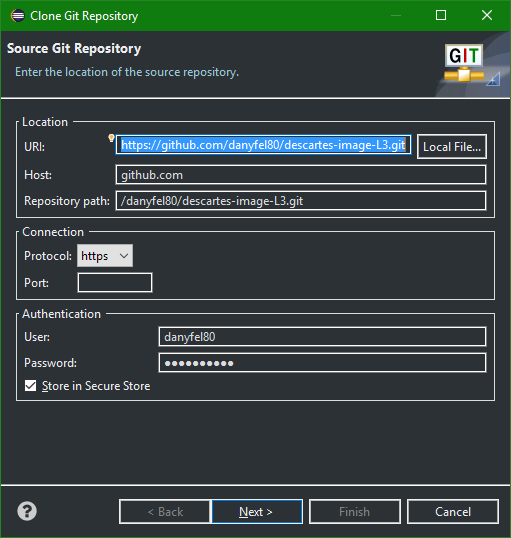 Clone Git Repository
Source Git Repository
Enter the location of the source repository.
GIT
Location
URI: https://github.com/danyfel80/descartes-image-L3.git Local File...
Host: github.com
Repository path: /danyfel80/descartes-image-L3.git
Connection
Protocol: https
Port:
Authentication
User: danyfel80
Password: ●●●●●●●●●●
Store in Secure Store
? < Back Next > Finish Cancel